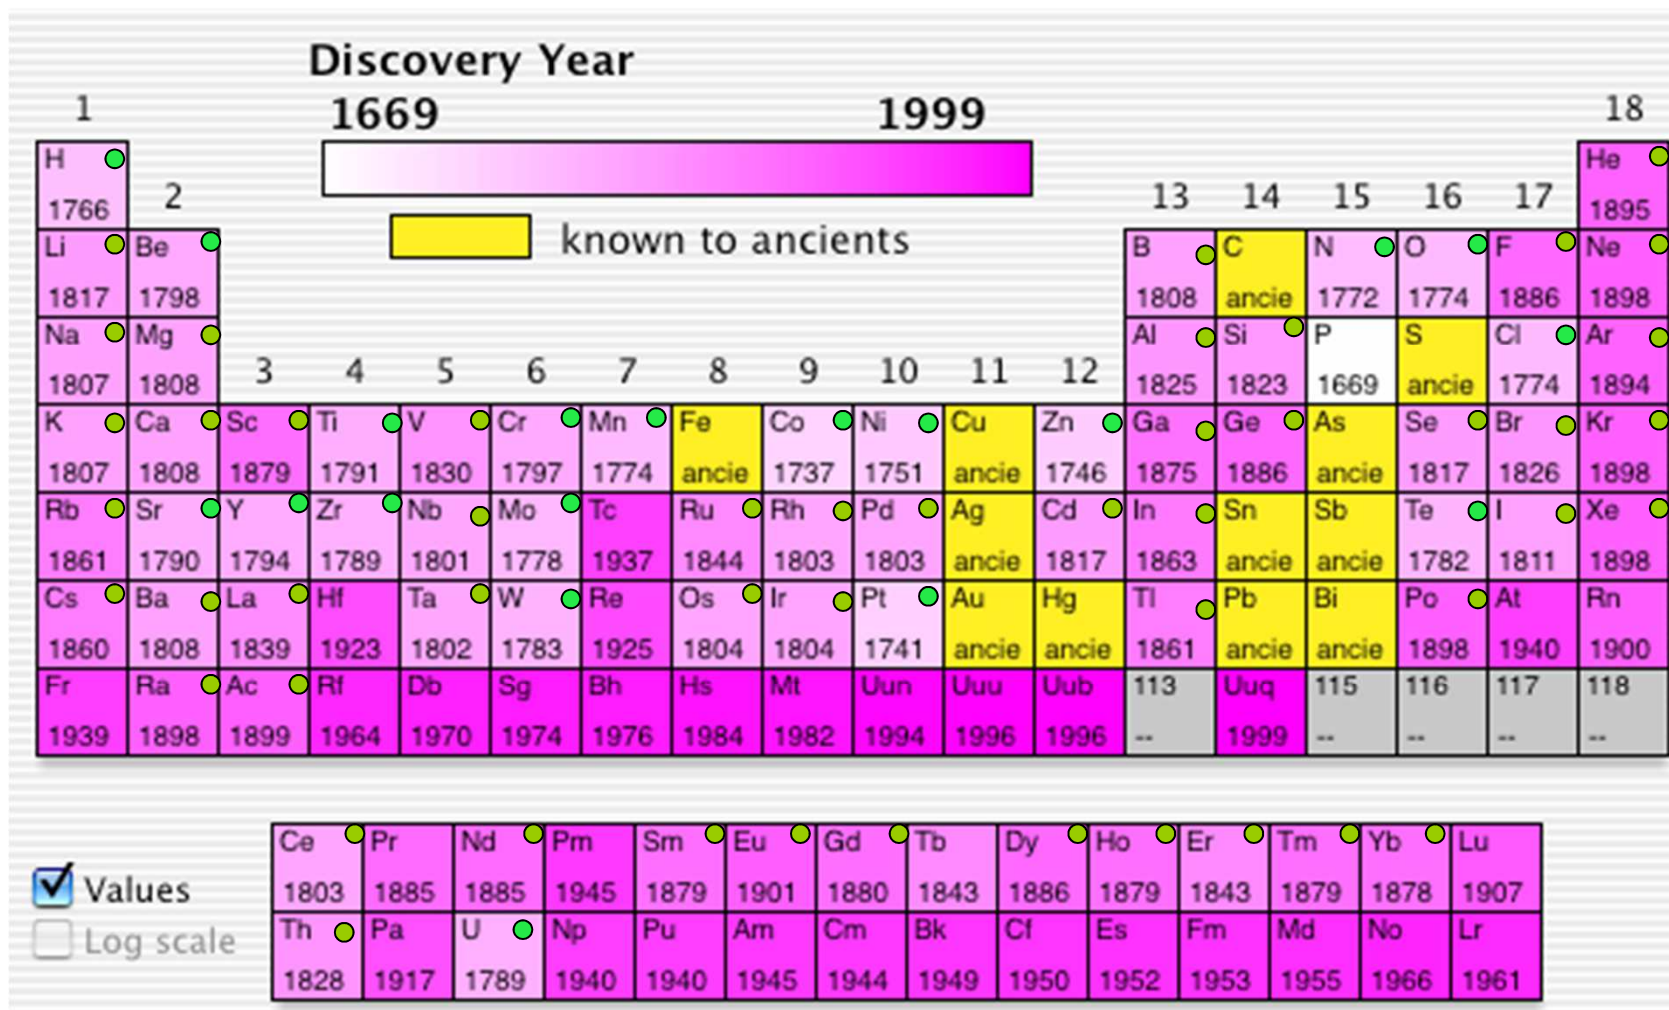 Discovery Year
1669 1999
1 18
H He
1766 2 13 14 15 16 17 1895
known to ancients
Li Be B C N O F Ne
1817 1798 1808 ancie 1772 1774 1886 1898
Na Mg Al Si P S Cl Ar
3 4 5 6 7 8 9 10 11 12
1807 1808 1825 1823 1669 ancie 1774 1894
K Ca Sc Ti V Cr Mn Fe Co Ni Cu Zn Ga Ge As Se Br Kr
1807 1808 1879 1791 1830 1797 1774 ancie 1737 1751 ancie 1746 1875 1886 ancie 1817 1826 1898
Rb Sr Y Zr Nb Mo Tc Ru Rh Pd Ag Cd In Sn Sb Te I Xe
1861 1790 1794 1789 1801 1778 1937 1844 1803 1803 ancie 1817 1863 ancie ancie 1782 1811 1898
Cs Ba La Hf Ta W Re Os Ir Pt Au Hg Tl Pb Bi Po At Rn
1860 1808 1839 1923 1802 1783 1925 1804 1804 1741 ancie ancie 1861 ancie ancie 1898 1940 1900
Fr Ra Ac Rf Db Sg Bh Hs Mt Uun Uuu Uub 113 Uuq 115 116 117 118
1939 1898 1899 1964 1970 1974 1976 1984 1982 1994 1996 1996 -- 1999 -- -- -- --
Ce Pr Nd Pm Sm Eu Gd Tb Dy Ho Er Tm Yb Lu
1803 1885 1885 1945 1879 1901 1880 1843 1886 1879 1843 1879 1878 1907
Values
Th Pa U Np Pu Am Cm Bk Cf Es Fm Md No Lr
Log scale
1828 1917 1789 1940 1940 1945 1944 1949 1950 1952 1953 1955 1966 1961